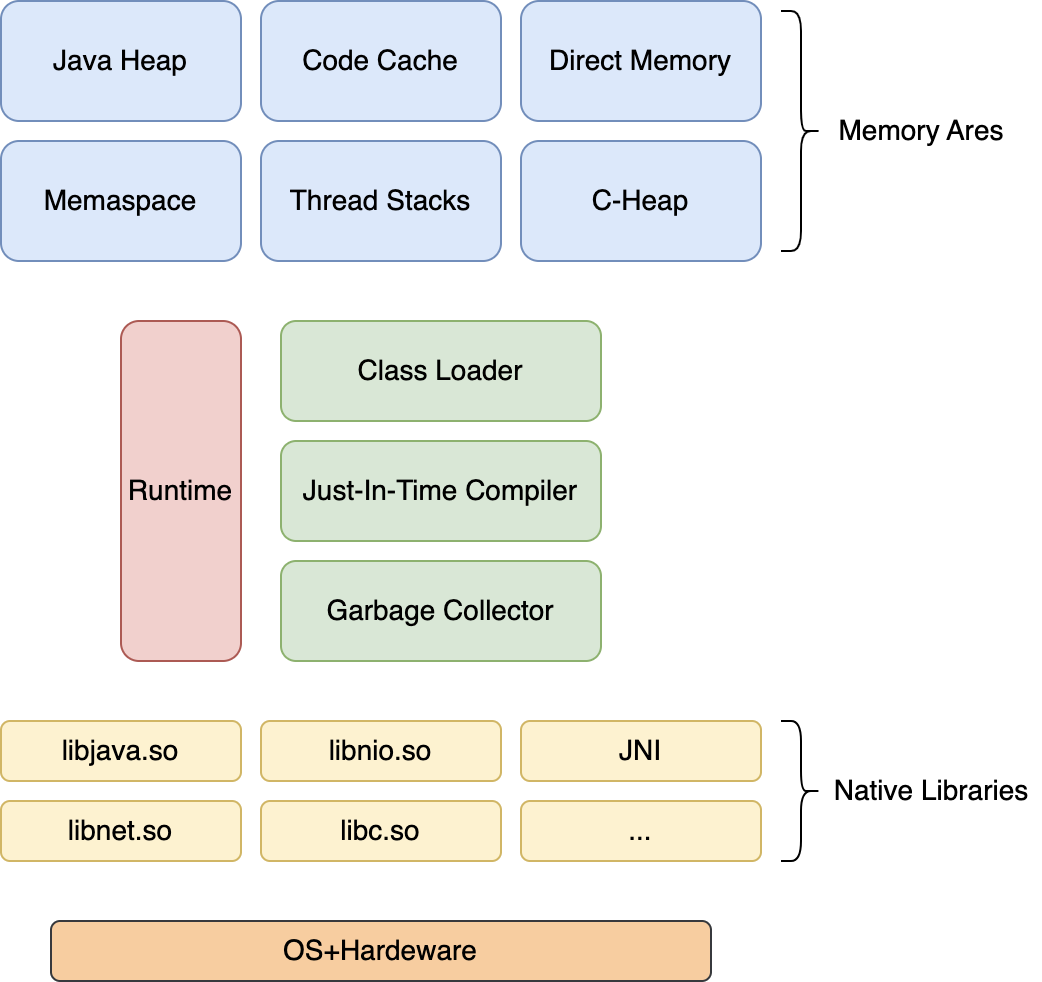 Java Heap
Code Cache
Direct Memory
Memory Ares
Memaspace
Thread Stacks
C-Heap
Runtime
Class Loader
Just-In-Time Compiler
Garbage Collector
libjava.so
libnio.so
JNI
Native Libraries
libnet.so
libc.so
...
OS+Hardeware